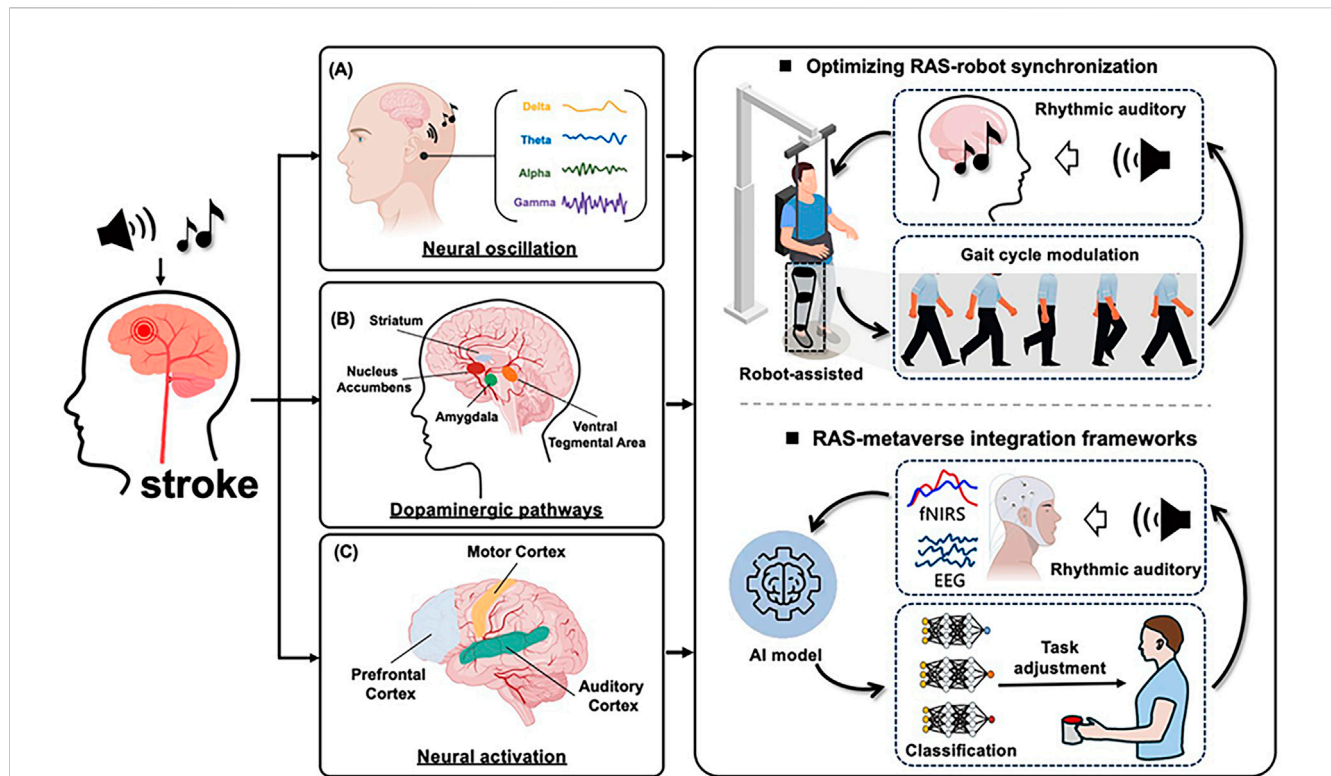 stroke
(A)
Delta
Theta
Alpha
Gamma
Neural oscillation
(B)
Striatum
Nucleus
Accumbens
Amygdala
Ventral
Tegmental Area
Dopaminergic pathways
(C)
Motor Cortex
Prefrontal
Cortex
Auditory
Cortex
Neural activation
Optimizing RAS-robot synchronization
Rhythmic auditory
Gait cycle modulation
Robot-assisted
RAS-metaverse integration frameworks
fNIRS
EEG
Rhythmic auditory
AI model
Task
adjustment
Classification